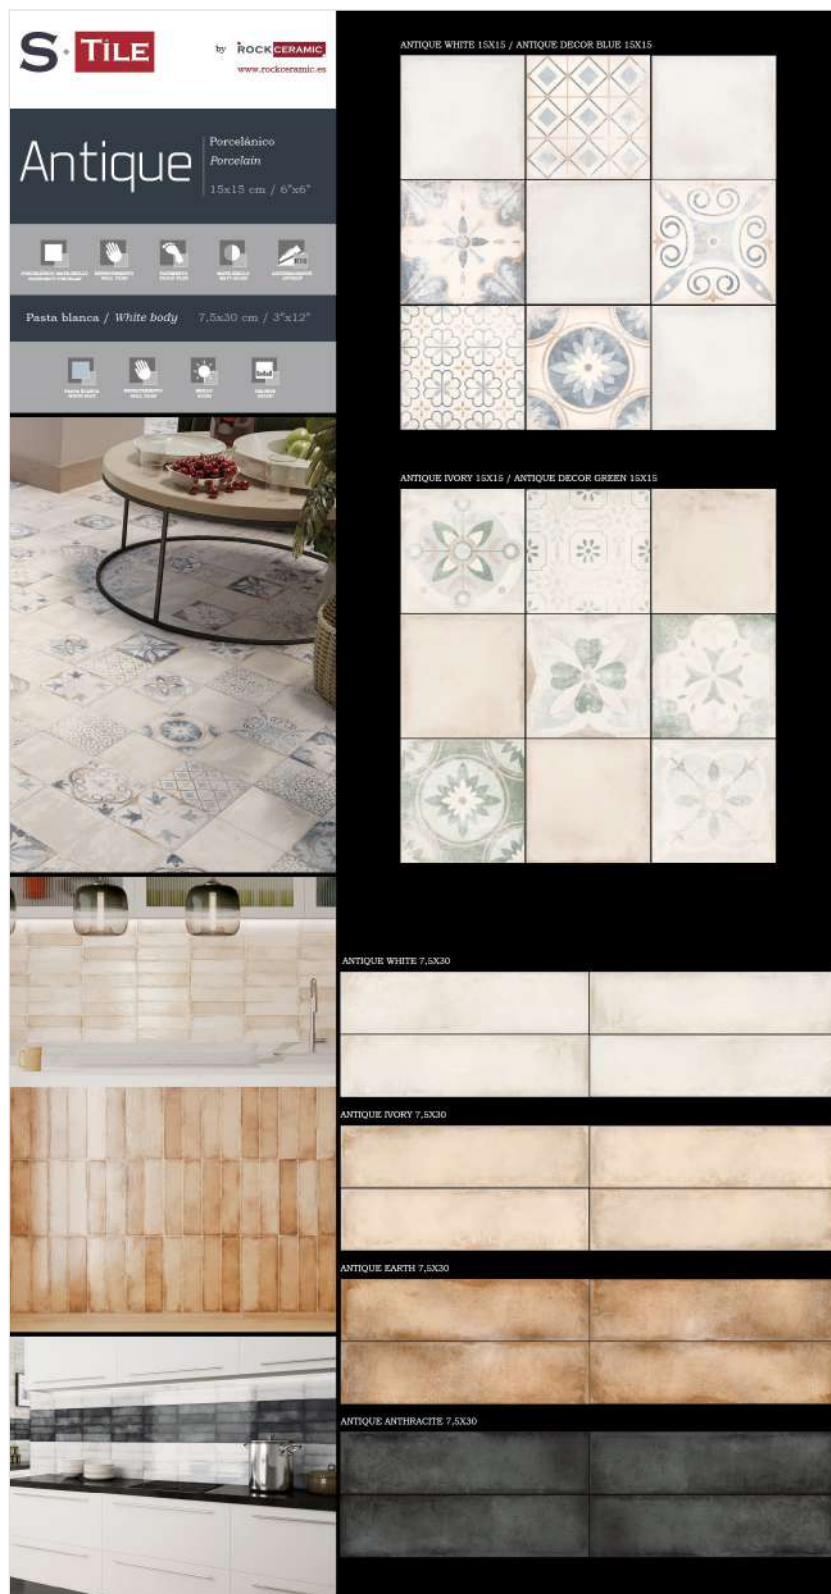 S·TILE
by ROCKCERAMIC
www.rockceramic.es
Antique
Porcelánico
Porcelain
15x15 cm / 6"x6"
Pasta blanca / White body 7,5x30 cm / 3"x12"
ANTIQUE WHITE 15X15 / ANTIQUE DECOR BLUE 15X15
ANTIQUE IVORY 15X15 / ANTIQUE DECOR GREEN 15X15
ANTIQUE WHITE 7,5X30
ANTIQUE IVORY 7,5X30
ANTIQUE EARTH 7,5X30
ANTIQUE ANTHRACITE 7,5X30